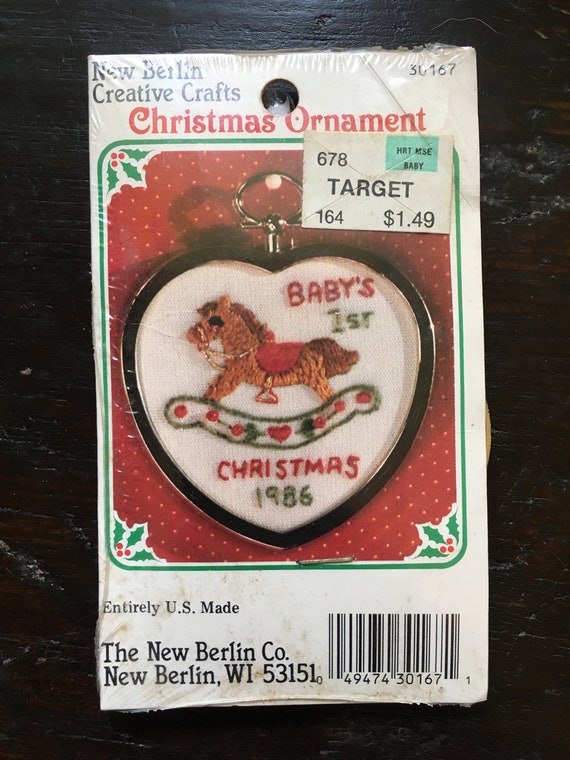 New Berlin
Creative Crafts
30167
Christmas Ornament
678
HRT MSE
BABY
TARGET
164 $1.49
BABY'S
1st
CHRISTMAS
1986
Entirely U.S. Made
The New Berlin Co.
New Berlin, WI 53151
0 49474 30167 1